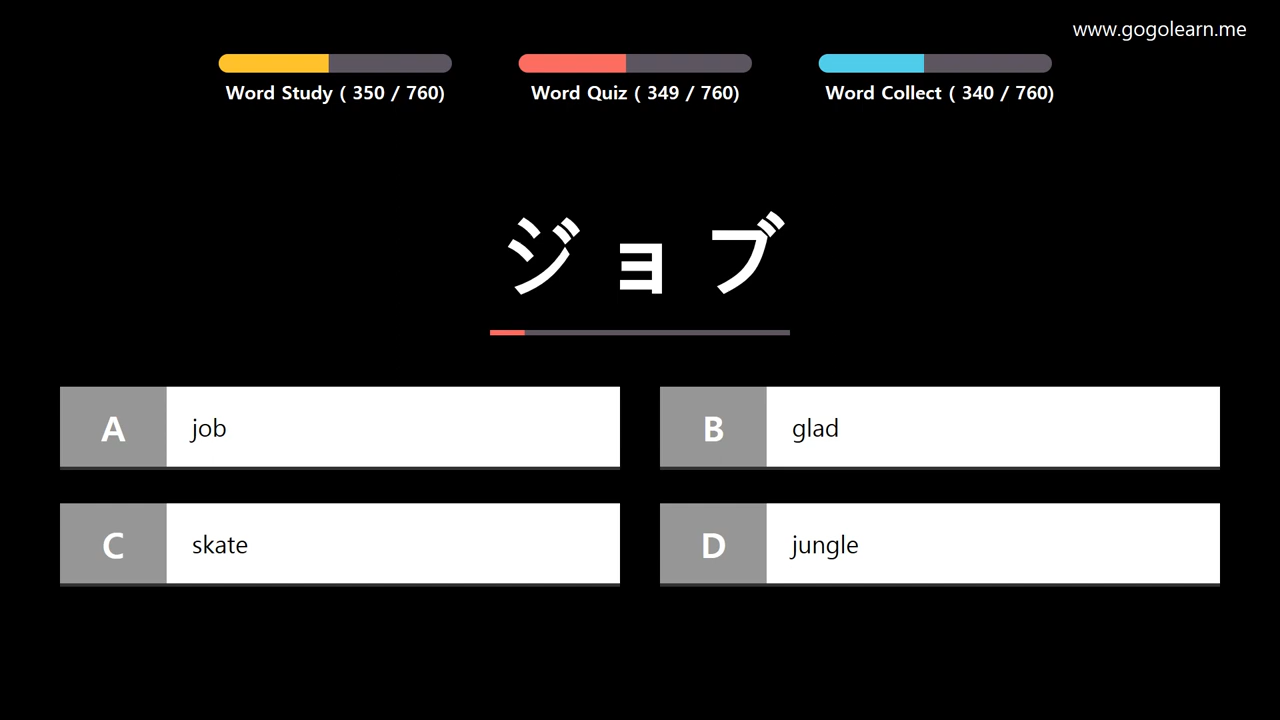 www.gogolearn.me
Word Study ( 350 / 760)
Word Quiz ( 349 / 760)
Word Collect ( 340 / 760)
ジョブ
A job
B glad
C skate
D jungle